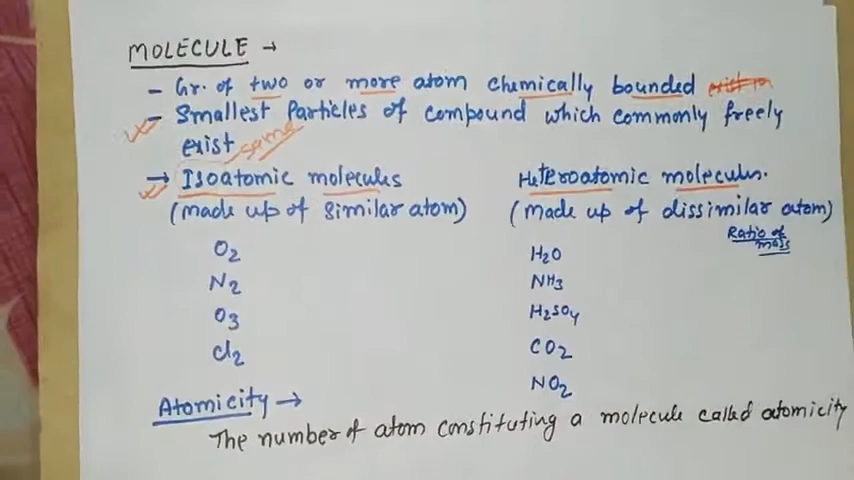 MOLECULE →
- Gr. of two or more atom chemically bounded
- Smallest Particles of compound which commonly freely
exist
same
→ Isoatomic molecules
(made up of similar atom)
O2
N2
O3
Cl2
Heteroatomic molecules.
(made up of dissimilar atom)
Ratio of
mass
H2O
NH3
H2SO4
CO2
NO2
Atomicity →
The number of atom constituting a molecule called atomicity